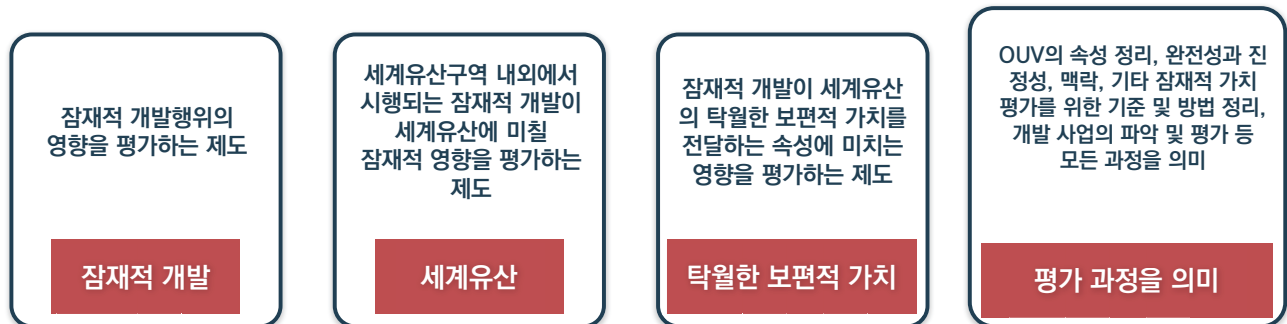 잠재적 개발행위의
영향을 평가하는 제도
잠재적 개발
세계유산구역 내외에서
시행되는 잠재적 개발이
세계유산에 미칠
잠재적 영향을 평가하는
제도
세계유산
잠재적 개발이 세계유산
의 탁월한 보편적 가치를
전달하는 속성에 미치는
영향을 평가하는 제도
탁월한 보편적 가치
OUV의 속성 정리, 완전성과 진
정성, 맥락, 기타 잠재적 가치
평가를 위한 기준 및 방법 정리,
개발 사업의 파악 및 평가 등
모든 과정을 의미
평가 과정을 의미